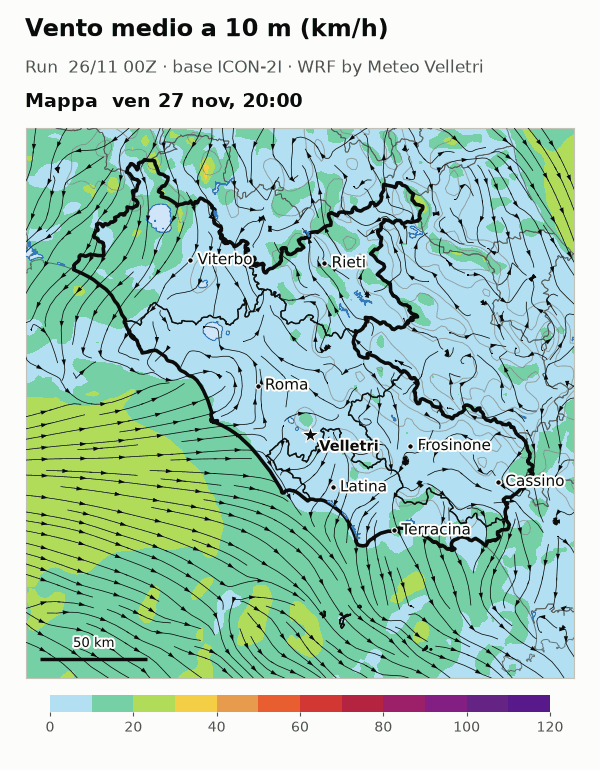 Vento medio a 10 m (km/h)
Run  26/11 00Z · base ICON-2I · WRF by Meteo Velletri
Mappa  ven 27 nov, 20:00
Viterbo
Rieti
Roma
Velletri
Frosinone
Latina
Cassino
Terracina
50 km
0 20 40 60 80 100 120